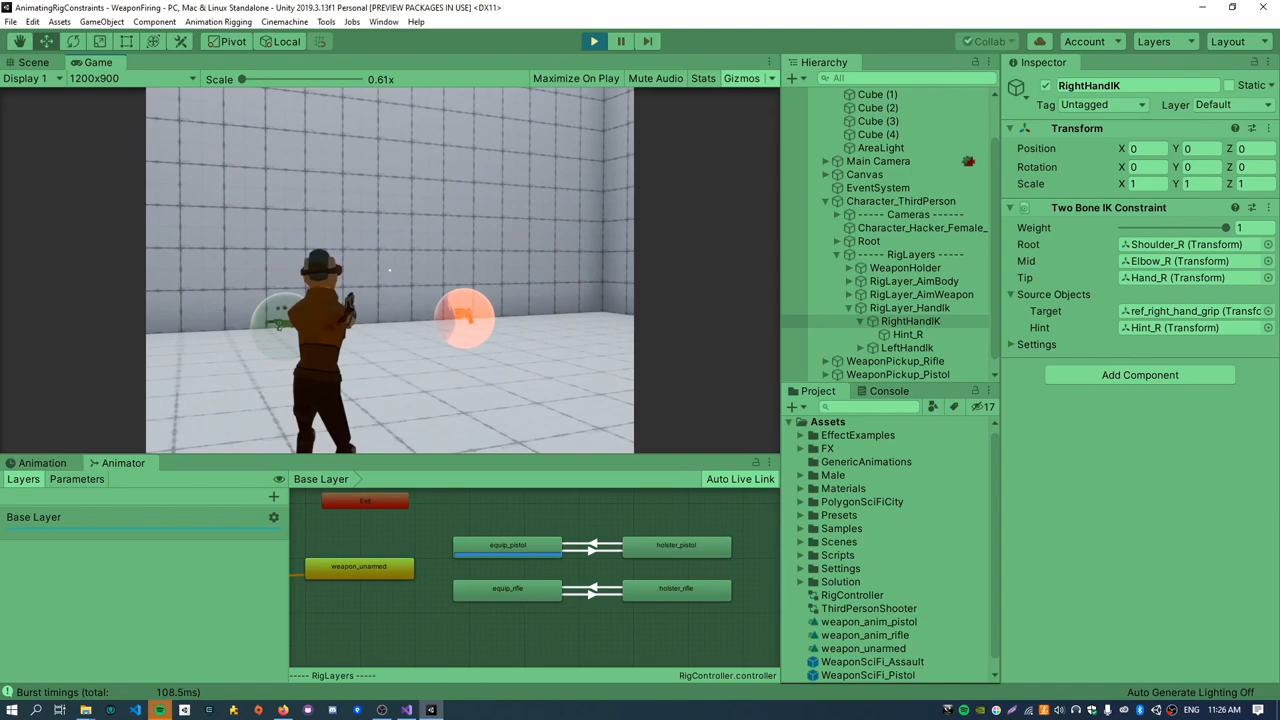 AnimatingRigConstraints - WeaponFiring - PC, Mac & Linux Standalone - Unity 2019.3.13f1 Personal [PREVIEW PACKAGES IN USE] <DX11>
File Edit Assets GameObject Component Animation Rigging Cinemachine Tools Jobs Window Help
Pivot Local Collab Account Layers Layout
Scene Game
Display 1 1200x900 Scale 0.61x Maximize On Play Mute Audio Stats Gizmos
Hierarchy
All
Cube (1)
Cube (2)
Cube (3)
Cube (4)
AreaLight
Main Camera
Canvas
EventSystem
Character_ThirdPerson
----- Cameras ------
Character_Hacker_Female_
Root
----- RigLayers -----
WeaponHolder
RigLayer_AimBody
RigLayer_AimWeapon
RigLayer_HandIk
RightHandIK
Hint_R
LeftHandIk
WeaponPickup_Rifle
WeaponPickup_Pistol
Inspector
RightHandIK Static
Tag Untagged Layer Default
Transform
Position X 0 Y 0 Z 0
Rotation X 0 Y 0 Z 0
Scale X 1 Y 1 Z 1
Two Bone IK Constraint
Weight 1
Root Shoulder_R (Transform)
Mid Elbow_R (Transform)
Tip Hand_R (Transform)
Source Objects
Target ref_right_hand_grip (Transfc
Hint Hint_R (Transform)
Settings
Add Component
Project Console
17
Assets
EffectExamples
FX
GenericAnimations
Male
Materials
PolygonSciFiCity
Presets
Samples
Scenes
Scripts
Settings
Solution
RigController
ThirdPersonShooter
weapon_anim_pistol
weapon_anim_rifle
weapon_unarmed
WeaponSciFi_Assault
WeaponSciFi_Pistol
Animation Animator
Layers Parameters Base Layer Auto Live Link
Base Layer
Exit
equip_pistol holster_pistol
weapon_unarmed
equip_rifle holster_rifle
----- RigLayers ----- RigController.controller
Burst timings (total: 108.5ms) Auto Generate Lighting Off
ENG 11:26 AM